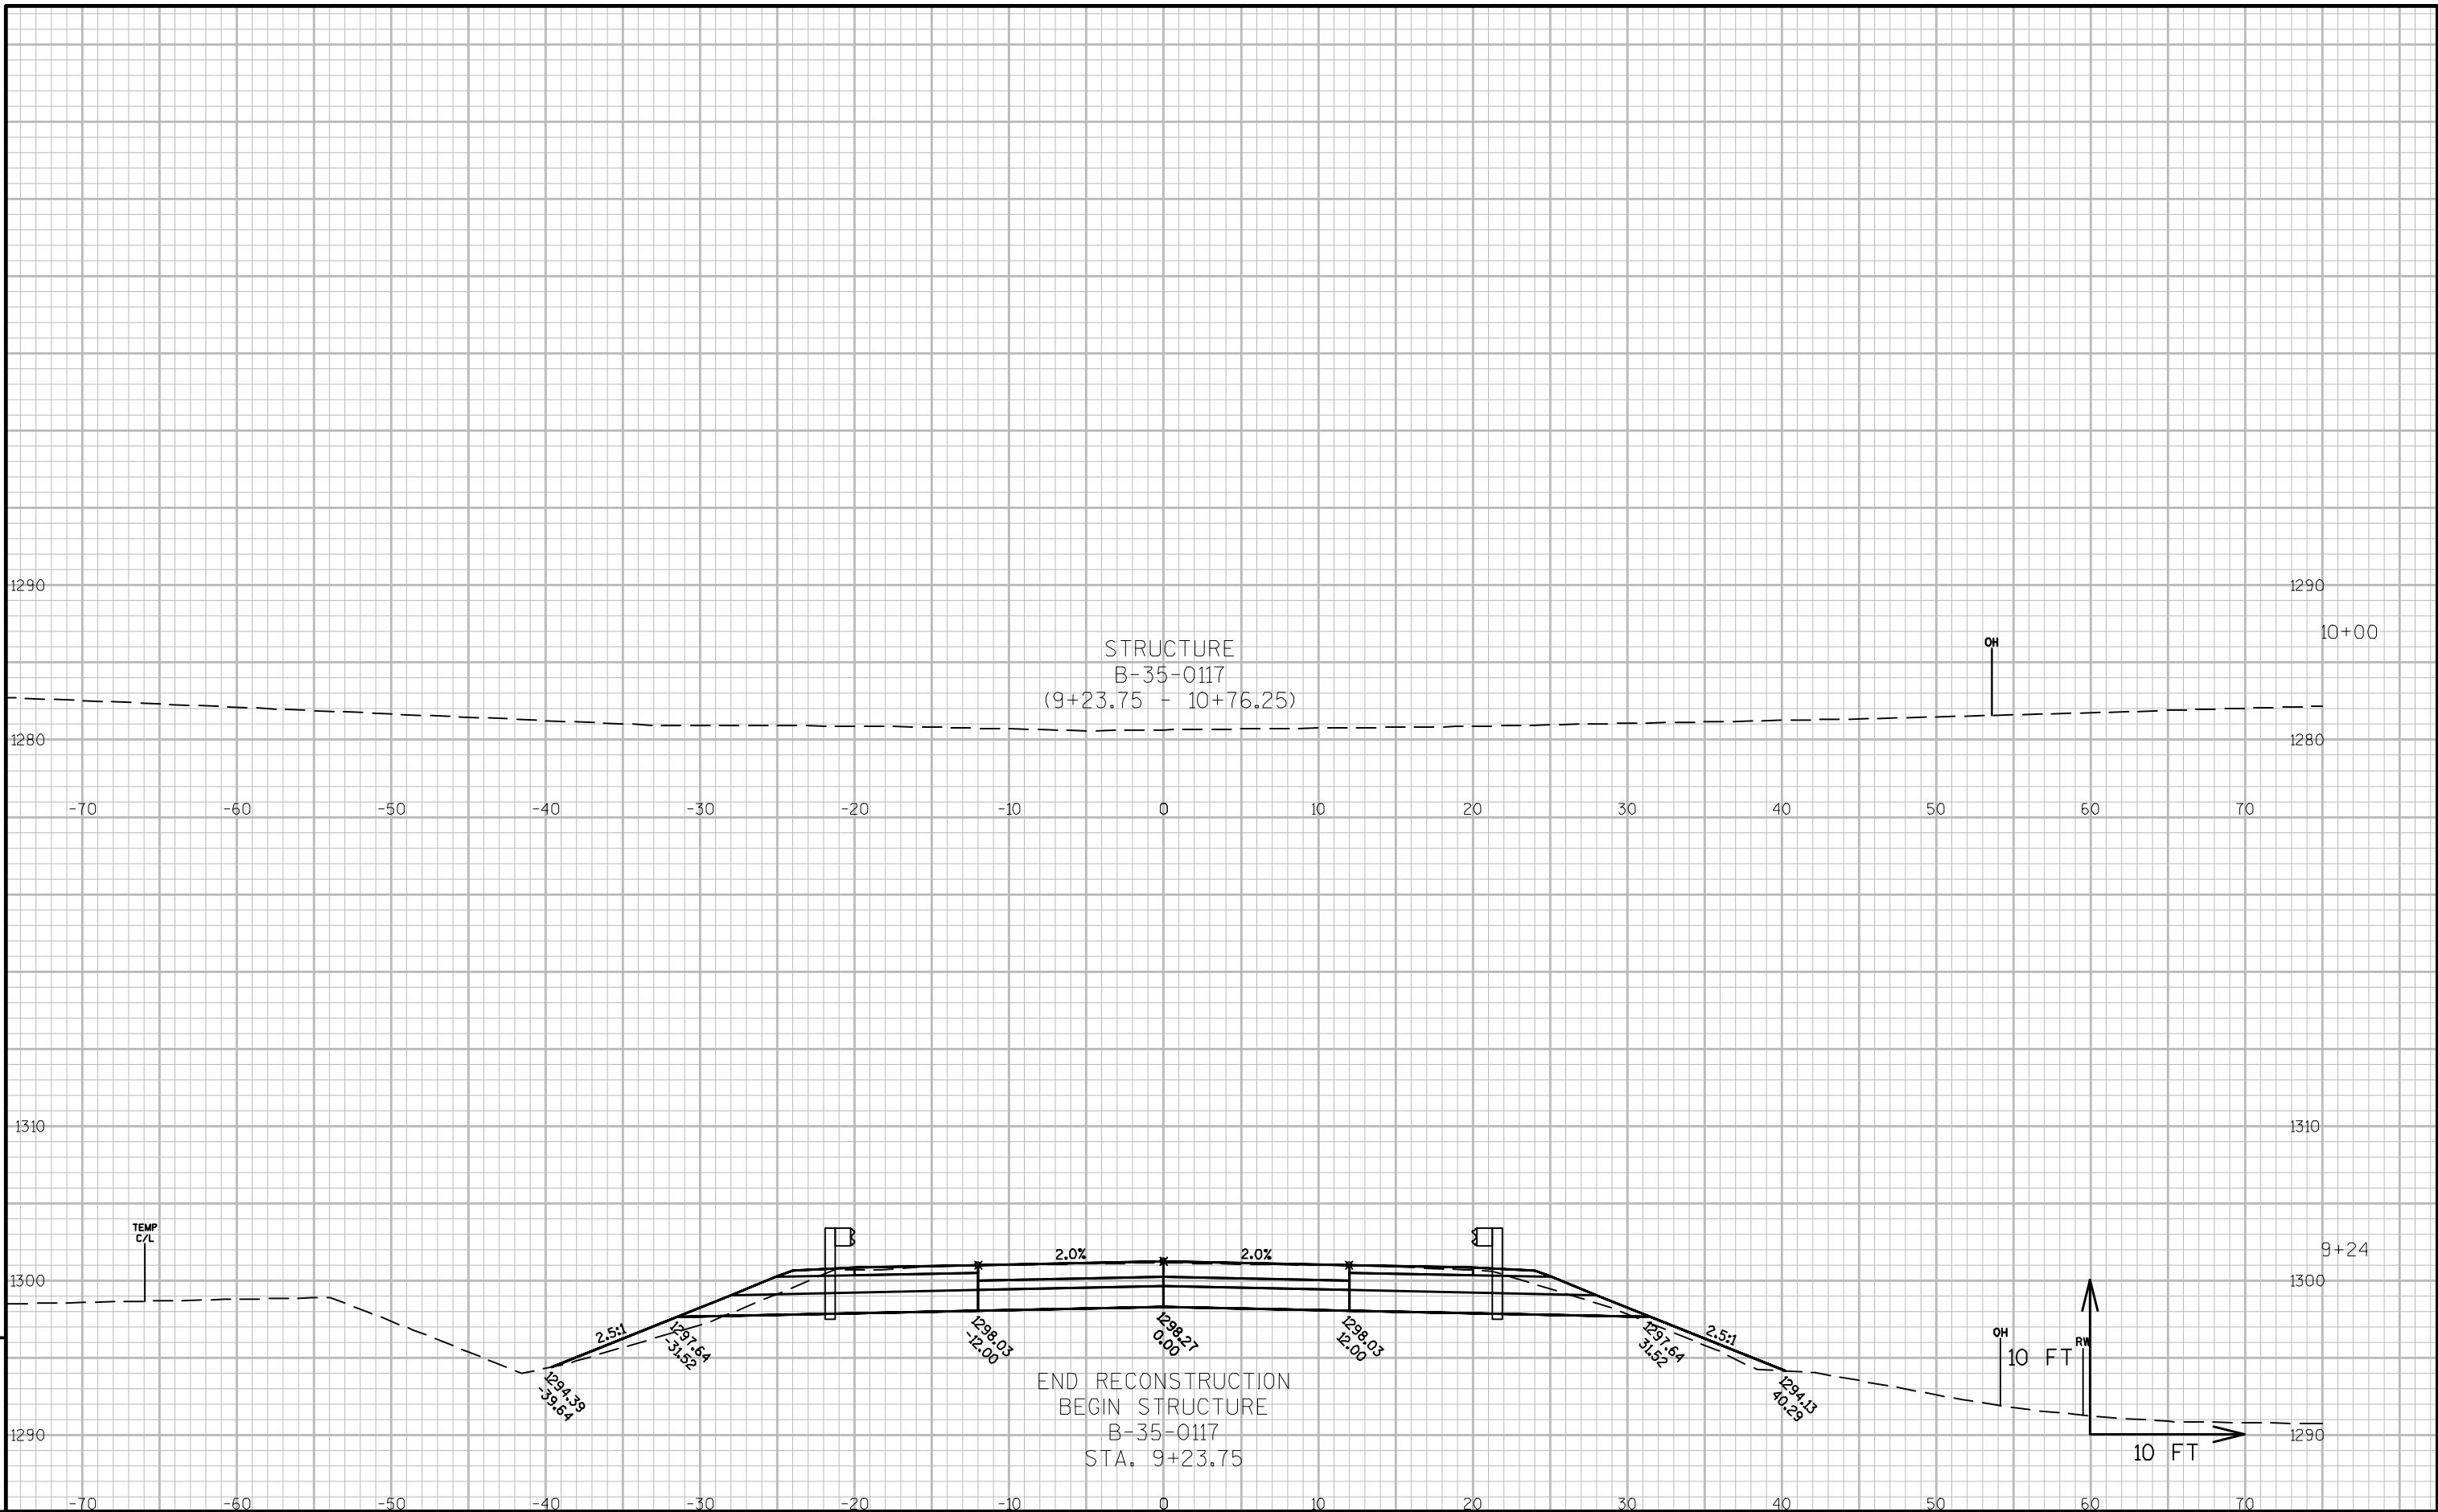 1290 1290
10+00
OH
STRUCTURE
B-35-0117
(9+23.75 - 10+76.25)
1280 1280
-70 -60 -50 -40 -30 -20 -10 0 10 20 30 40 50 60 70
1310 1310
TEMP
C/L
2.0% 2.0%
9+24
1300 1300
2.5:1
1294.39
-39.64
1297.64
-31.52
1298.03
-12.00
1298.27
0.00
1298.03
12.00
1297.64
31.52
2.5:1
1294.13
40.29
OH
10 FT
RW
END RECONSTRUCTION
BEGIN STRUCTURE
B-35-0117
STA. 9+23.75
1290 1290
10 FT
-70 -60 -50 -40 -30 -20 -10 0 10 20 30 40 50 60 70